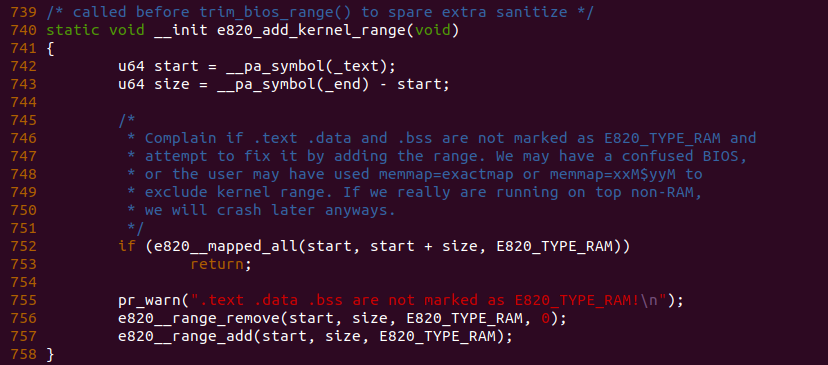 739 /* called before trim_bios_range() to spare extra sanitize */
740 static void __init e820_add_kernel_range(void)
741 {
742         u64 start = __pa_symbol(_text);
743         u64 size = __pa_symbol(_end) - start;
744
745         /*
746          * Complain if .text .data and .bss are not marked as E820_TYPE_RAM and
747          * attempt to fix it by adding the range. We may have a confused BIOS,
748          * or the user may have used memmap=exactmap or memmap=xxM$yyM to
749          * exclude kernel range. If we really are running on top non-RAM,
750          * we will crash later anyways.
751          */
752         if (e820__mapped_all(start, start + size, E820_TYPE_RAM))
753                 return;
754
755         pr_warn(".text .data .bss are not marked as E820_TYPE_RAM!\n");
756         e820__range_remove(start, size, E820_TYPE_RAM, 0);
757         e820__range_add(start, size, E820_TYPE_RAM);
758 }